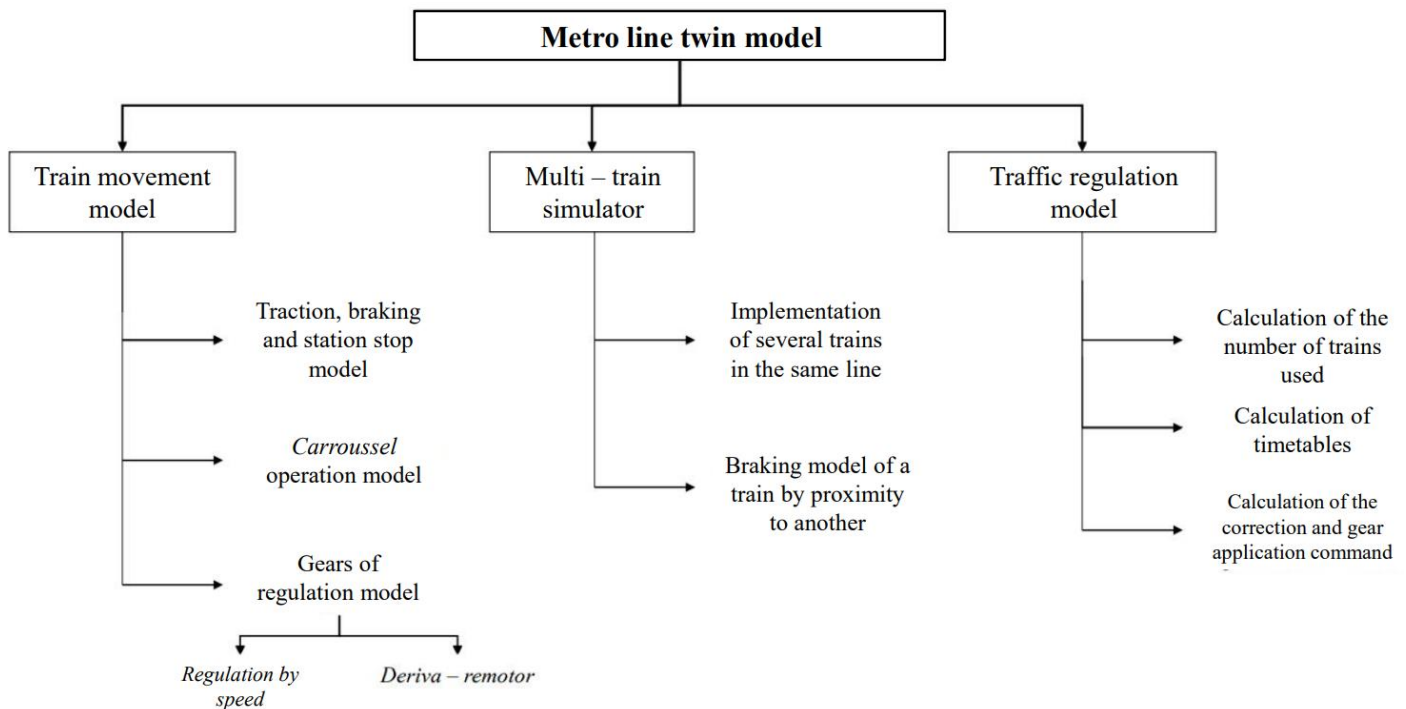 Metro line twin model
Train movement
model
Multi – train
simulator
Traffic regulation
model
Traction, braking
and station stop
model
Carroussel
operation model
Gears of
regulation model
Regulation by
speed
Deriva – remotor
Implementation
of several trains
in the same line
Braking model of a
train by proximity
to another
Calculation of the
number of trains
used
Calculation of
timetables
Calculation of the
correction and gear
application command